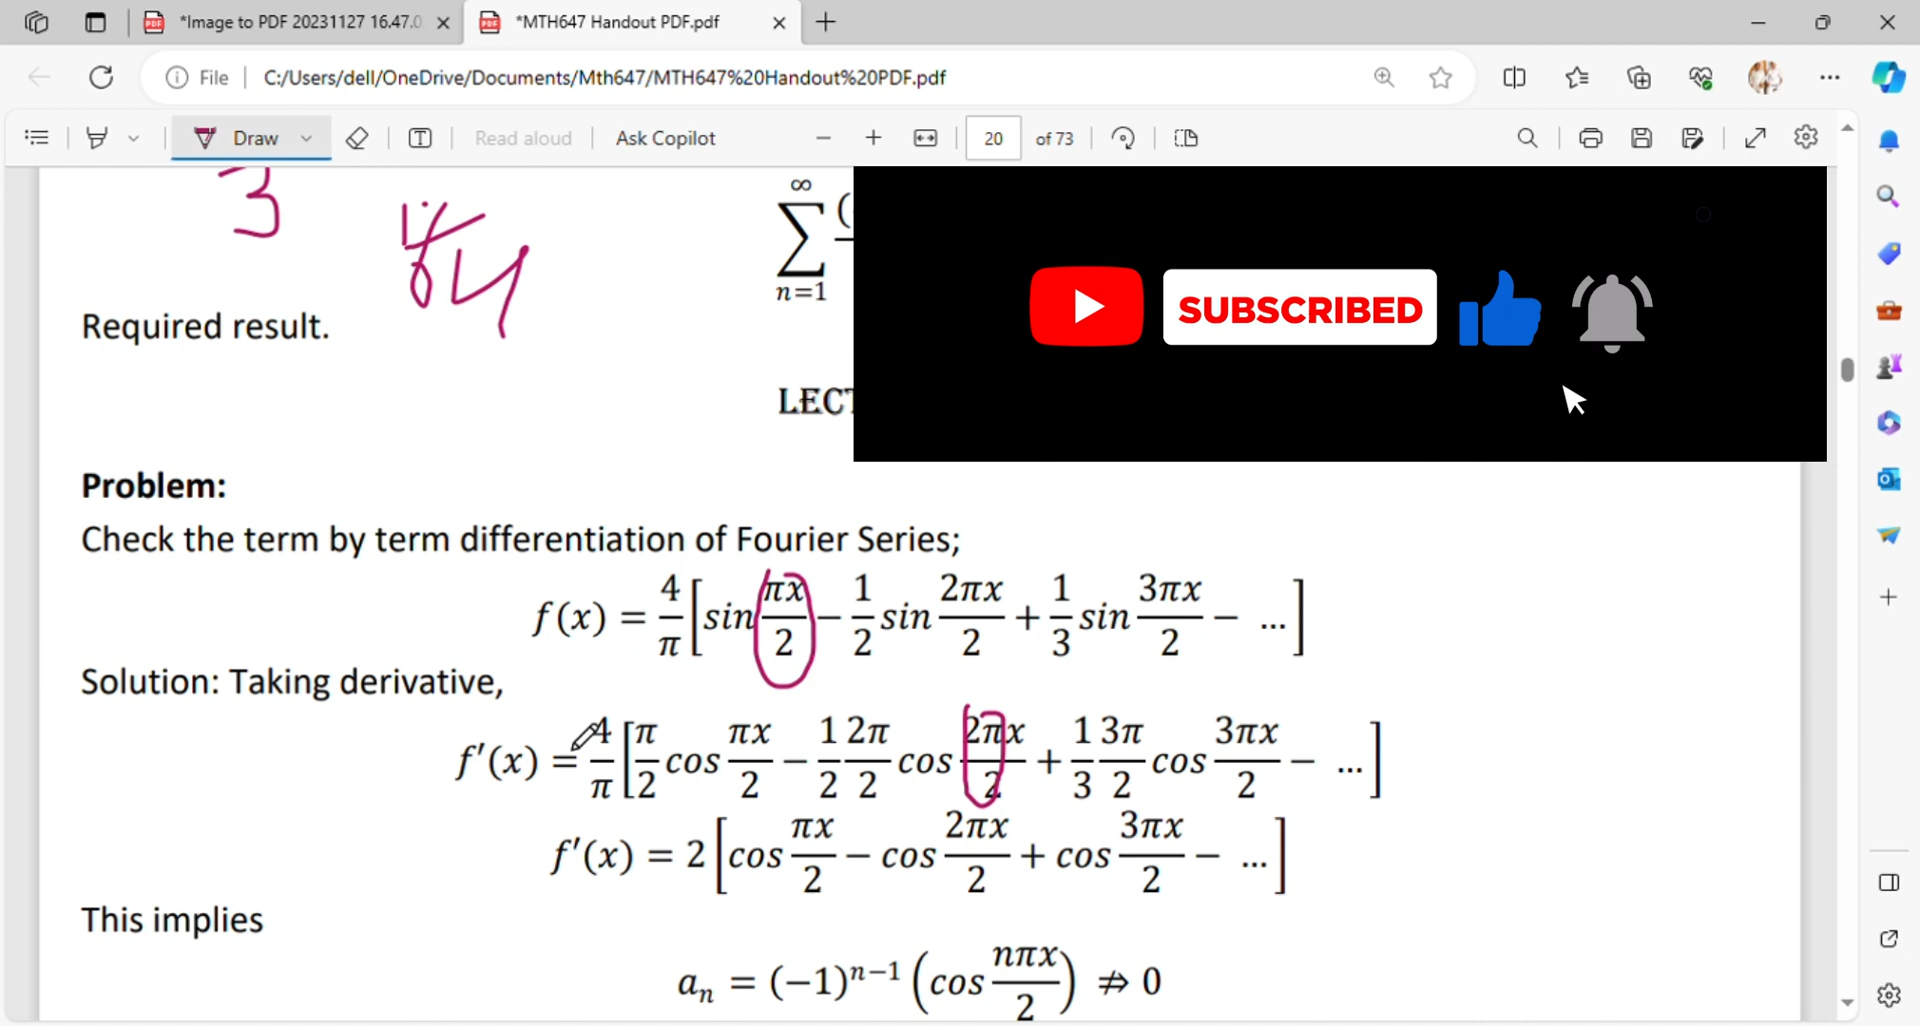 *Image to PDF 20231127 16.47.0
*MTH647 Handout PDF.pdf
File
C:/Users/dell/OneDrive/Documents/Mth647/MTH647%20Handout%20PDF.pdf
Draw
Read aloud
Ask Copilot
20 of 73
3
64
∞
∑ (
n=1
SUBSCRIBED
Required result.
LECT
Problem:
Check the term by term differentiation of Fourier Series;
f(x) = 4/π [sin πx/2 − 1/2 sin 2πx/2 + 1/3 sin 3πx/2 − ...]
Solution: Taking derivative,
f′(x) = 4/π [π/2 cos πx/2 − 1/2 2π/2 cos 2πx/2 + 1/3 3π/2 cos 3πx/2 − ...]
f′(x) = 2 [cos πx/2 − cos 2πx/2 + cos 3πx/2 − ...]
This implies
aₙ = (−1)ⁿ⁻¹ (cos nπx/2) ⇏ 0